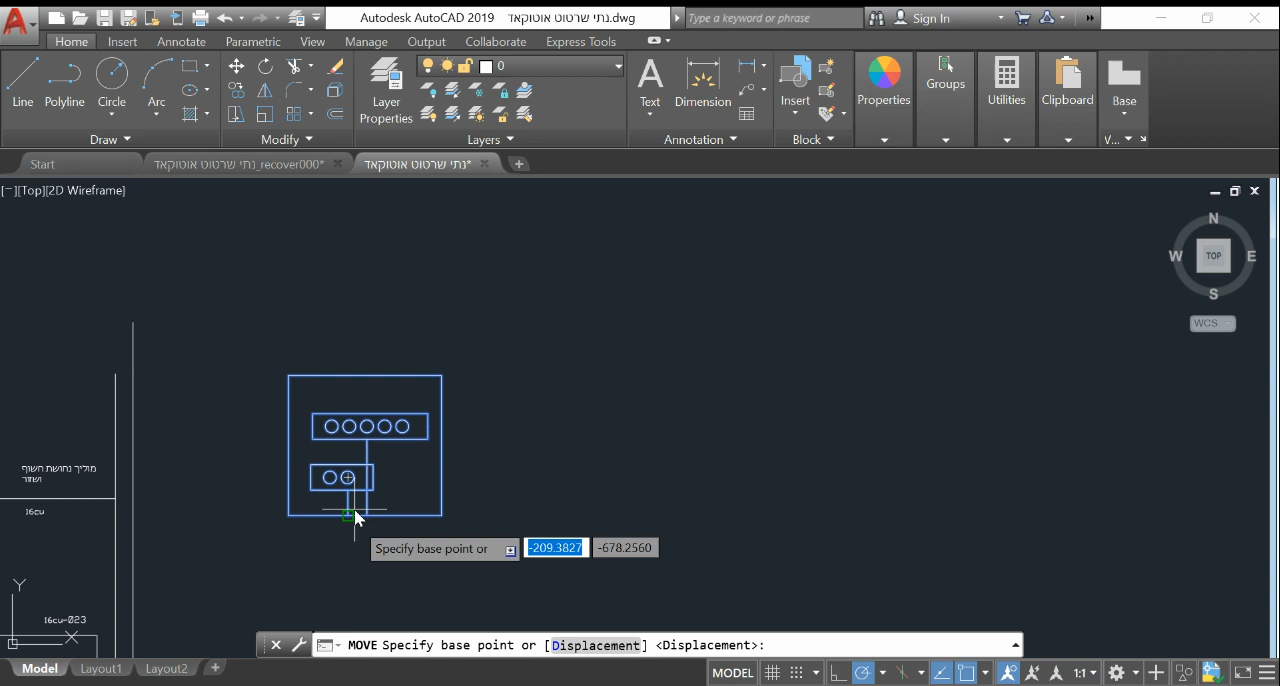 Autodesk AutoCAD 2019 נתי שרטוט אוטוקאד.dwg
Type a keyword or phrase
Sign In
Home Insert Annotate Parametric View Manage Output Collaborate Express Tools
0
Line Polyline Circle Arc
Layer Properties
Text Dimension
Insert
Properties
Groups
Utilities
Clipboard
Base
Draw Modify Layers Annotation Block V...
Start
נתי שרטוט אוטוקאד_recover000*
נתי שרטוט אוטוקאד*
[−][Top][2D Wireframe]
N
W TOP E
S
WCS
מוליך נחושת חשוף
ושזור
16cu
Specify base point or -209.3827 -678.2560
Y
16cu-023
X
MOVE Specify base point or [Displacement] <Displacement>:
Model Layout1 Layout2
MODEL 1:1